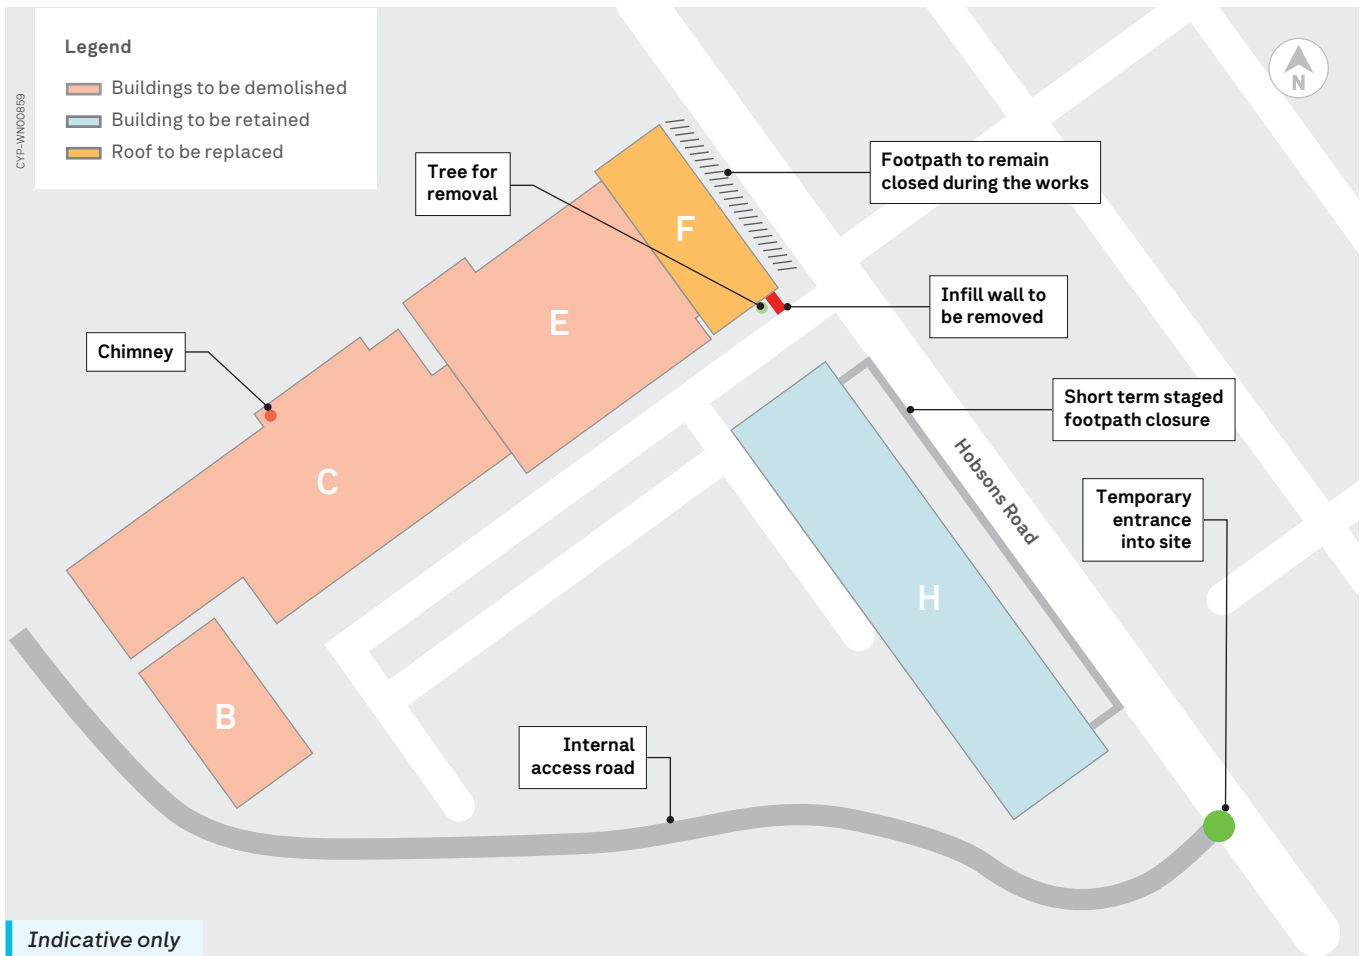 Legend
Buildings to be demolished
Building to be retained
Roof to be replaced
CYP-WN00859
N
Tree for
removal
Footpath to remain
closed during the works
F
E
Infill wall to
be removed
Chimney
Short term staged
footpath closure
C
Hobsons Road
Temporary
entrance
into site
H
B
Internal
access road
Indicative only